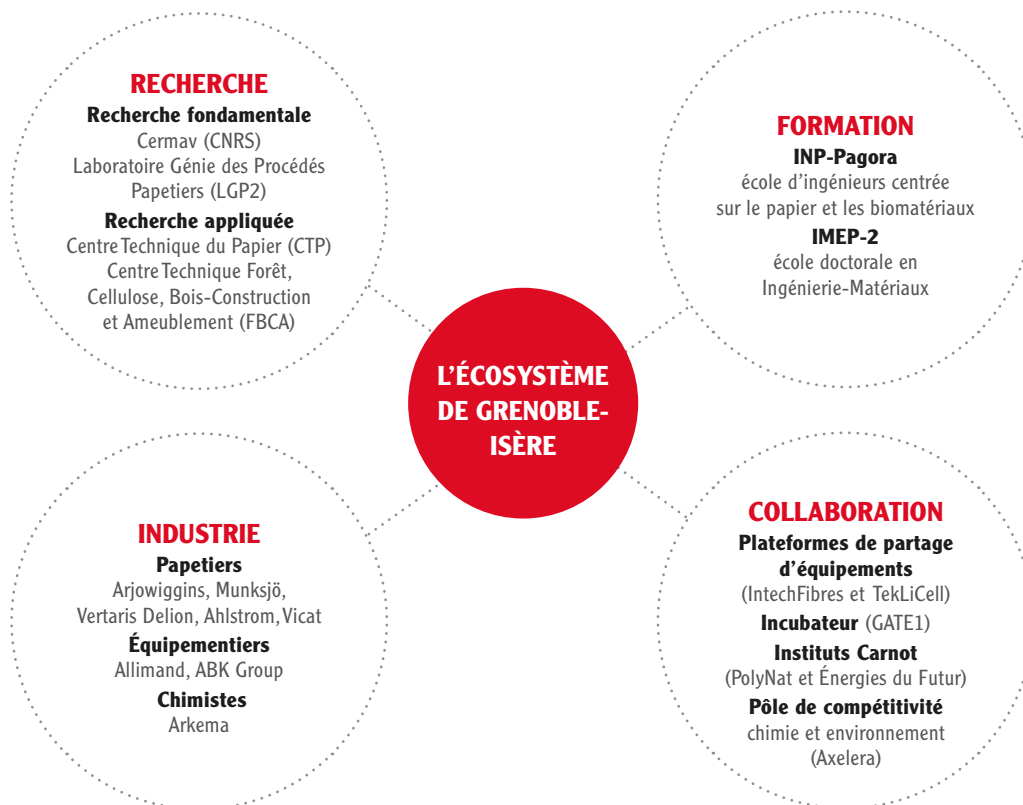 RECHERCHE
Recherche fondamentale
Cermav (CNRS)
Laboratoire Génie des Procédés
Papetiers (LGP2)
Recherche appliquée
Centre Technique du Papier (CTP)
Centre Technique Forêt,
Cellulose, Bois-Construction
et Ameublement (FBCA)
FORMATION
INP-Pagora
école d'ingénieurs centrée
sur le papier et les biomatériaux
IMEP-2
école doctorale en
Ingénierie-Matériaux
L'ÉCOSYSTÈME
DE GRENOBLE-
ISÈRE
INDUSTRIE
Papetiers
Arjowiggins, Munksjö,
Vertaris Delion, Ahlstrom, Vicat
Équipementiers
Allimand, ABK Group
Chimistes
Arkema
COLLABORATION
Plateformes de partage
d'équipements
(IntechFibres et TekLiCell)
Incubateur (GATE1)
Instituts Carnot
(PolyNat et Énergies du Futur)
Pôle de compétitivité
chimie et environnement
(Axelera)